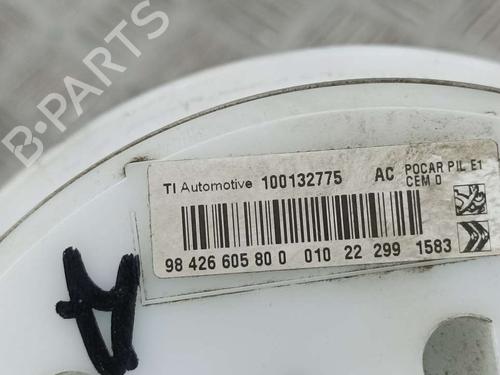 B-PARTS
TI Automotive 100132775 AC POCAR PIL E1
CEM 0
98 426 605 80 0 010 22 299 1583
A